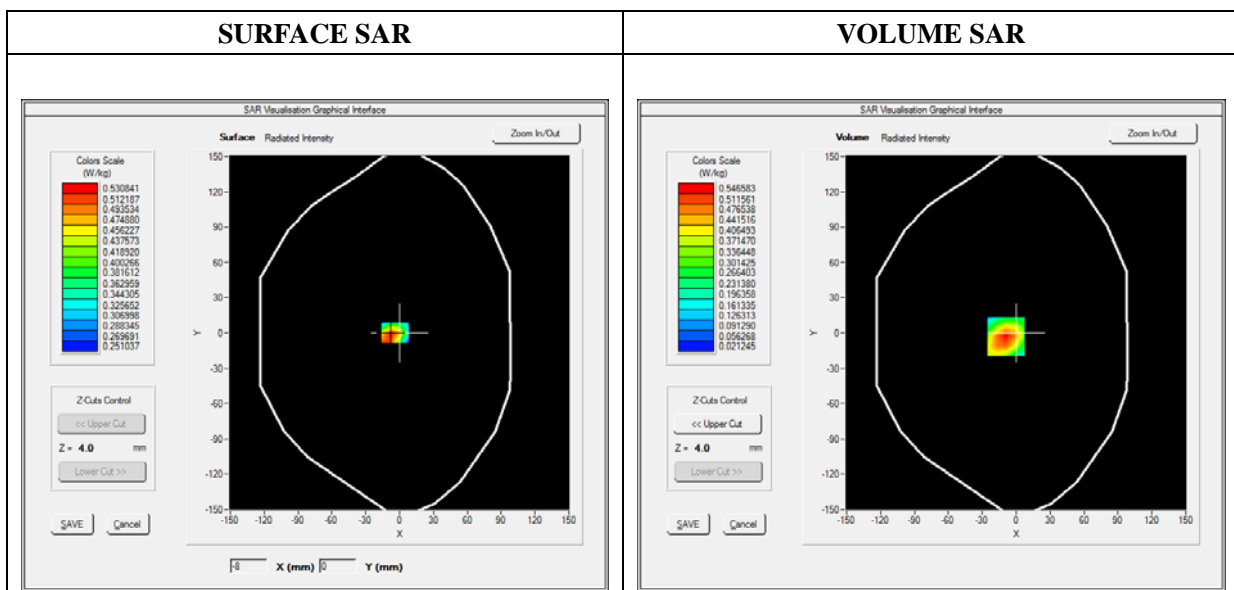 SURFACE SAR
VOLUME SAR
SAR Visualisation Graphical Interface
Surface Radiated Intensity
Zoom In/Out
Colors Scale
(W/kg)
0.530841
0.512187
0.493534
0.474880
0.456227
0.437573
0.418920
0.400266
0.381612
0.362959
0.344305
0.325652
0.306998
0.288345
0.269691
0.251037
Z-Cuts Control
<< Upper Cut
Z = 4.0 mm
Lower Cut >>
SAVE Cancel
150
120
90
60
30
0
-30
-60
-90
-120
-150
Y
-150 -120 -90 -60 -30 0 30 60 90 120 150
X
-8 X (mm) 0 Y (mm)
SAR Visualisation Graphical Interface
Volume Radiated Intensity
Zoom In/Out
Colors Scale
(W/kg)
0.546583
0.511561
0.476538
0.441516
0.406493
0.371470
0.336448
0.301425
0.266403
0.231380
0.196358
0.161335
0.126313
0.091290
0.056268
0.021245
Z-Cuts Control
<< Upper Cut
Z = 4.0 mm
Lower Cut >>
SAVE Cancel
150
120
90
60
30
0
-30
-60
-90
-120
-150
Y
-150 -120 -90 -60 -30 0 30 60 90 120 150
X